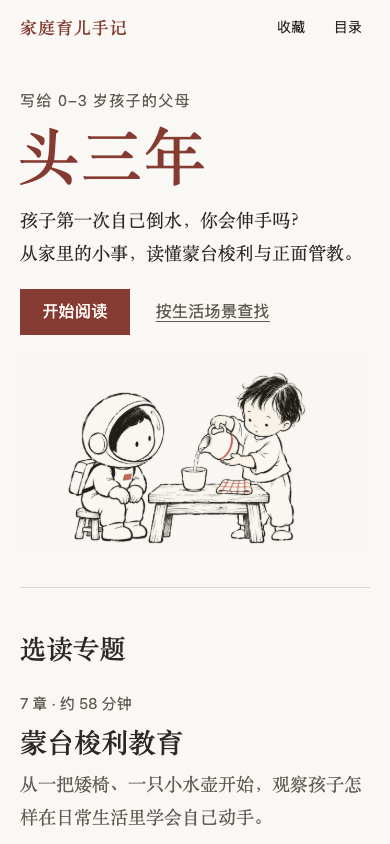 家庭育儿手记
收藏
目录
写给 0–3 岁孩子的父母
头三年
孩子第一次自己倒水，你会伸手吗？
从家里的小事，读懂蒙台梭利与正面管教。
开始阅读
按生活场景查找
选读专题
7 章 · 约 58 分钟
蒙台梭利教育
从一把矮椅、一只小水壶开始，观察孩子怎
样在日常生活里学会自己动手。